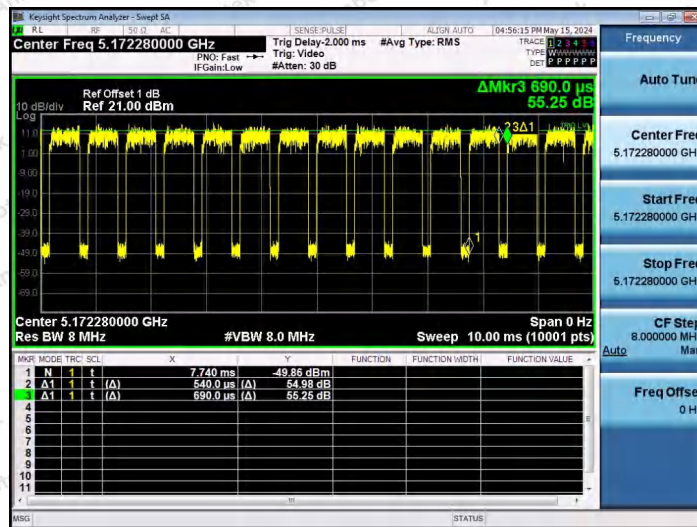 Keysight Spectrum Analyzer - Swept SA
RL RF 50 Ω AC SENSE:PULSE ALIGN AUTO 04:56:15 PM May 15, 2024
Center Freq 5.172280000 GHz
PNO: Fast
IFGain:Low
Trig Delay-2.000 ms
Trig: Video
#Atten: 30 dB
#Avg Type: RMS
TRACE 1 2 3 4 5 6
TYPE W
DET P P P P P P
ΔMkr3 690.0 µs
55.25 dB
Ref Offset 1 dB
10 dB/div Ref 21.00 dBm
Log
11.0
1.00
-9.00
-19.0
-29.0
-39.0
-49.0
-59.0
-69.0
2 3Δ1
TRIG LVL
1
Center 5.172280000 GHz Span 0 Hz
Res BW 8 MHz #VBW 8.0 MHz Sweep 10.00 ms (10001 pts)
MKR MODE TRC SCL X Y FUNCTION FUNCTION WIDTH FUNCTION VALUE
1 N 1 t 7.740 ms -49.86 dBm
2 Δ1 1 t (Δ) 540.0 µs (Δ) 54.98 dB
3 Δ1 1 t (Δ) 690.0 µs (Δ) 55.25 dB
4
5
6
7
8
9
10
11
MSG STATUS
Frequency
Auto Tun
Center Fre
5.172280000 GH
Start Fre
5.172280000 GH
Stop Fre
5.172280000 GH
CF Step
8.000000 MH
Auto Ma
Freq Offse
0 H